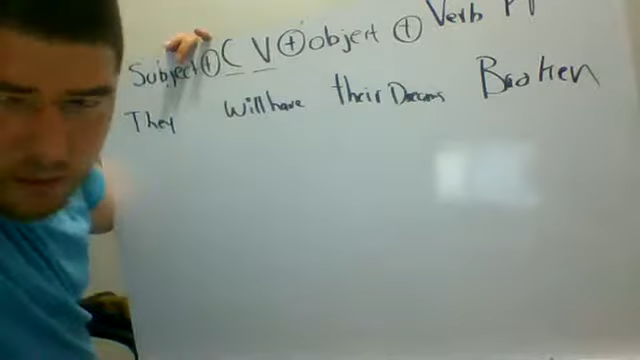 Subject + C V + object + Verb PP
They will have their Dreams Broken